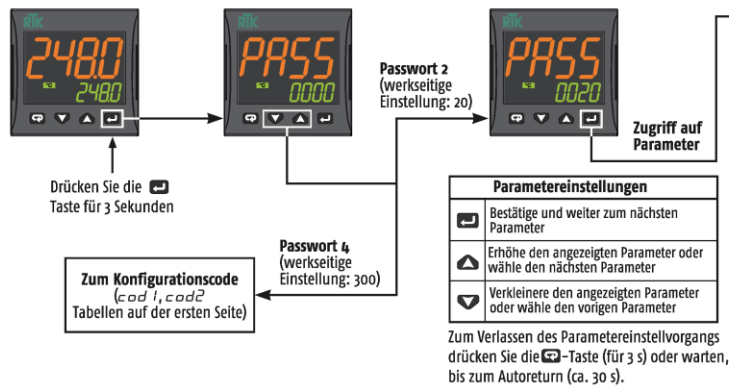 RTK
248.0
°C
248.0
Drücken Sie die
Taste für 3 Sekunden
RTK
PASS
°C
0000
Passwort 2
(werkseitige
Einstellung: 20)
RTK
PASS
°C
0020
Zugriff auf
Parameter
Passwort 4
(werkseitige
Einstellung: 300)
Zum Konfigurationscode
(cod 1, cod2
Tabellen auf der ersten Seite)
Parametereinstellungen
Bestätige und weiter zum nächsten
Parameter
Erhöhe den angezeigten Parameter oder
wähle den nächsten Parameter
Verkleinere den angezeigten Parameter
oder wähle den vorigen Parameter
Zum Verlassen des Parametereinstellvorgangs
drücken Sie die -Taste (für 3 s) oder warten,
bis zum Autoreturn (ca. 30 s).